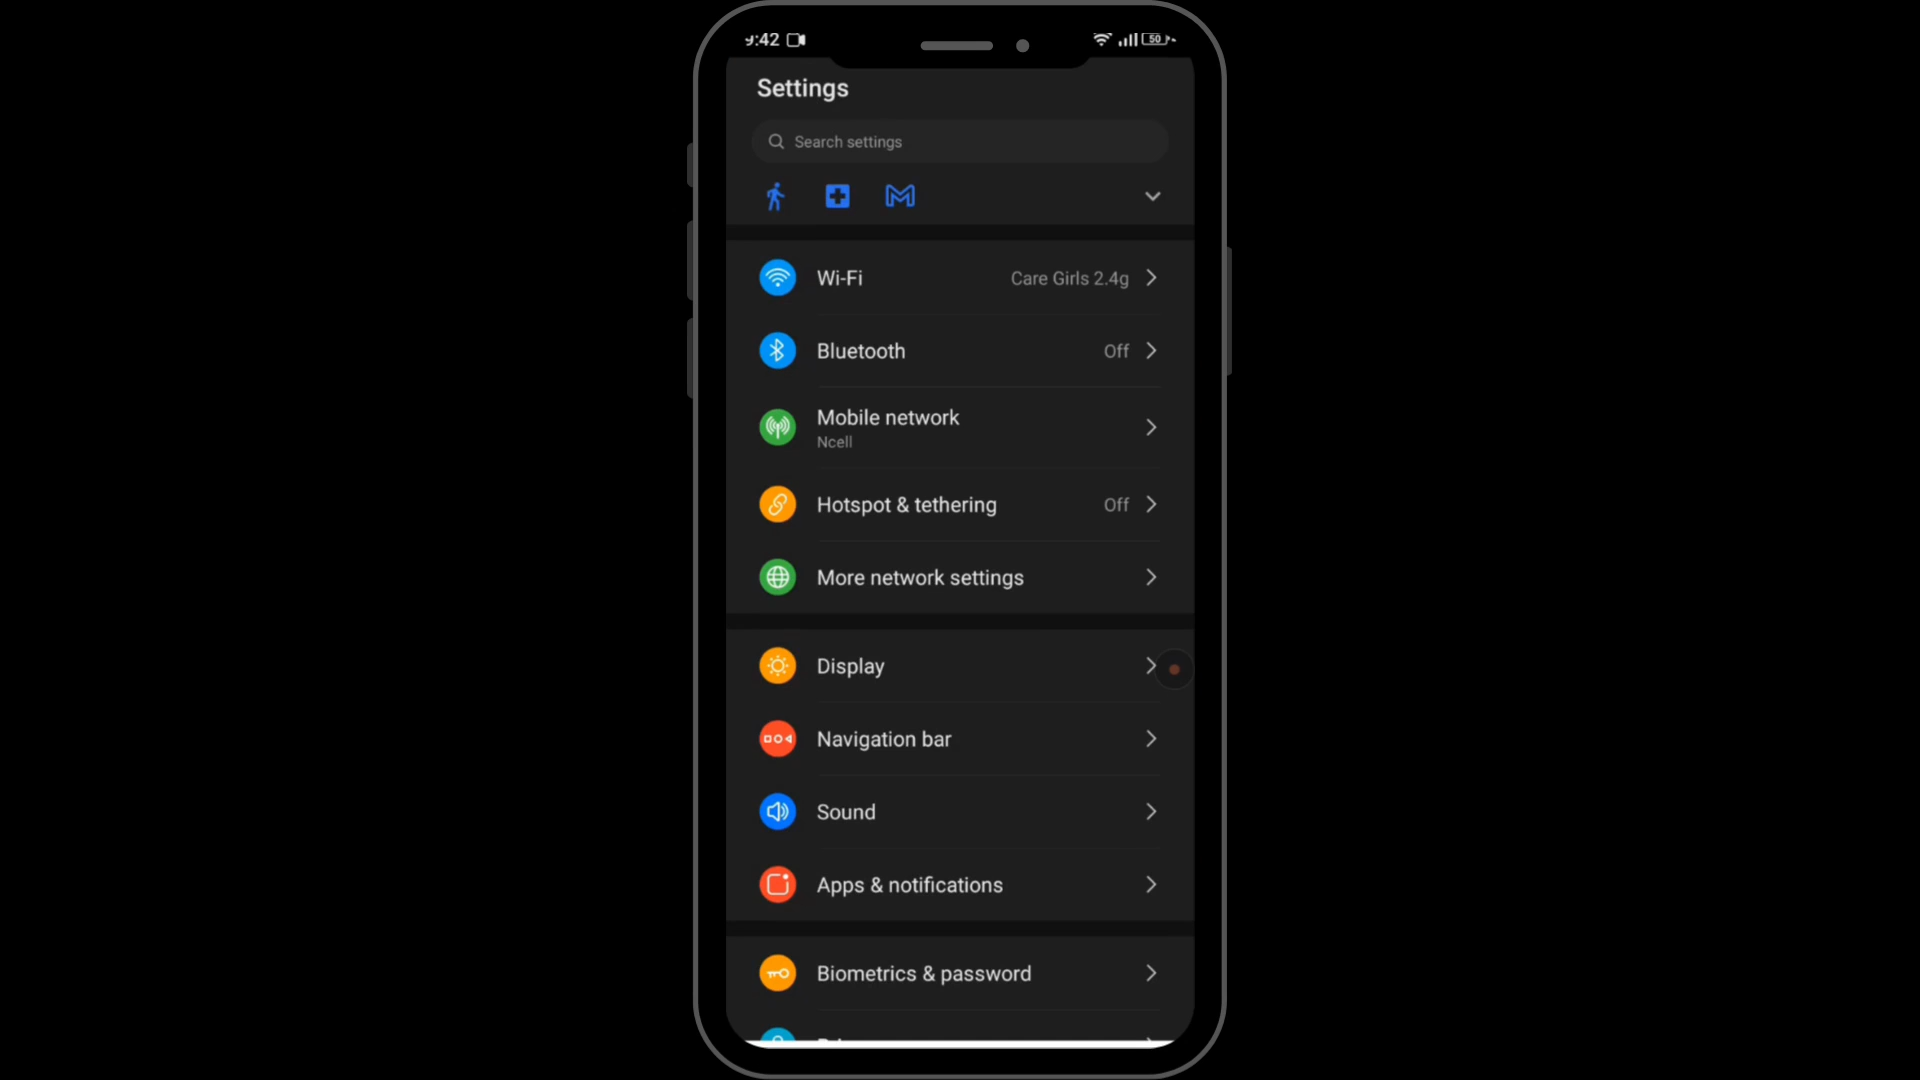 9:42
50
Settings
Search settings
Wi-Fi
Care Girls 2.4g
Bluetooth
Off
Mobile network
Ncell
Hotspot & tethering
Off
More network settings
Display
Navigation bar
Sound
Apps & notifications
Biometrics & password